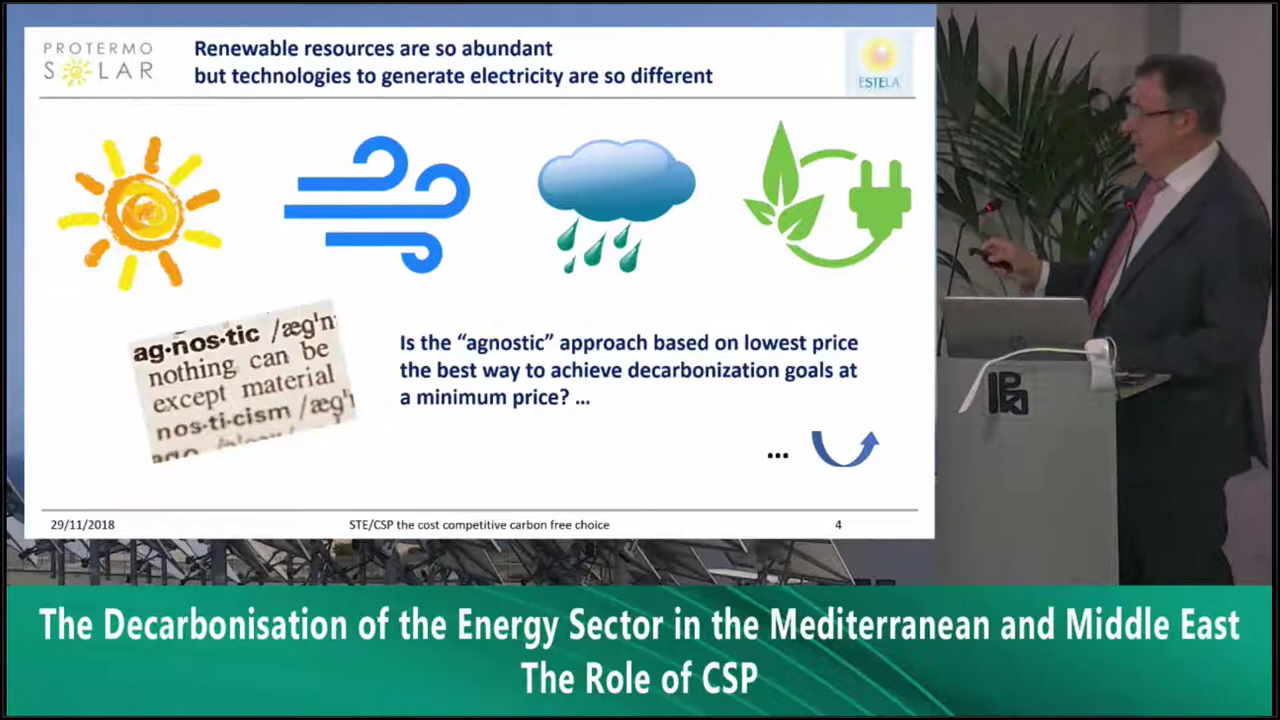 PROTERMO
SOLAR
Renewable resources are so abundant
but technologies to generate electricity are so different
ESTELA
ag·nos·tic /æg'n
nothing can be
except material
nos·ti·cism /æg'
Is the “agnostic” approach based on lowest price
the best way to achieve decarbonization goals at
a minimum price? ...
...
29/11/2018
STE/CSP the cost competitive carbon free choice
4
The Decarbonisation of the Energy Sector in the Mediterranean and Middle East
The Role of CSP